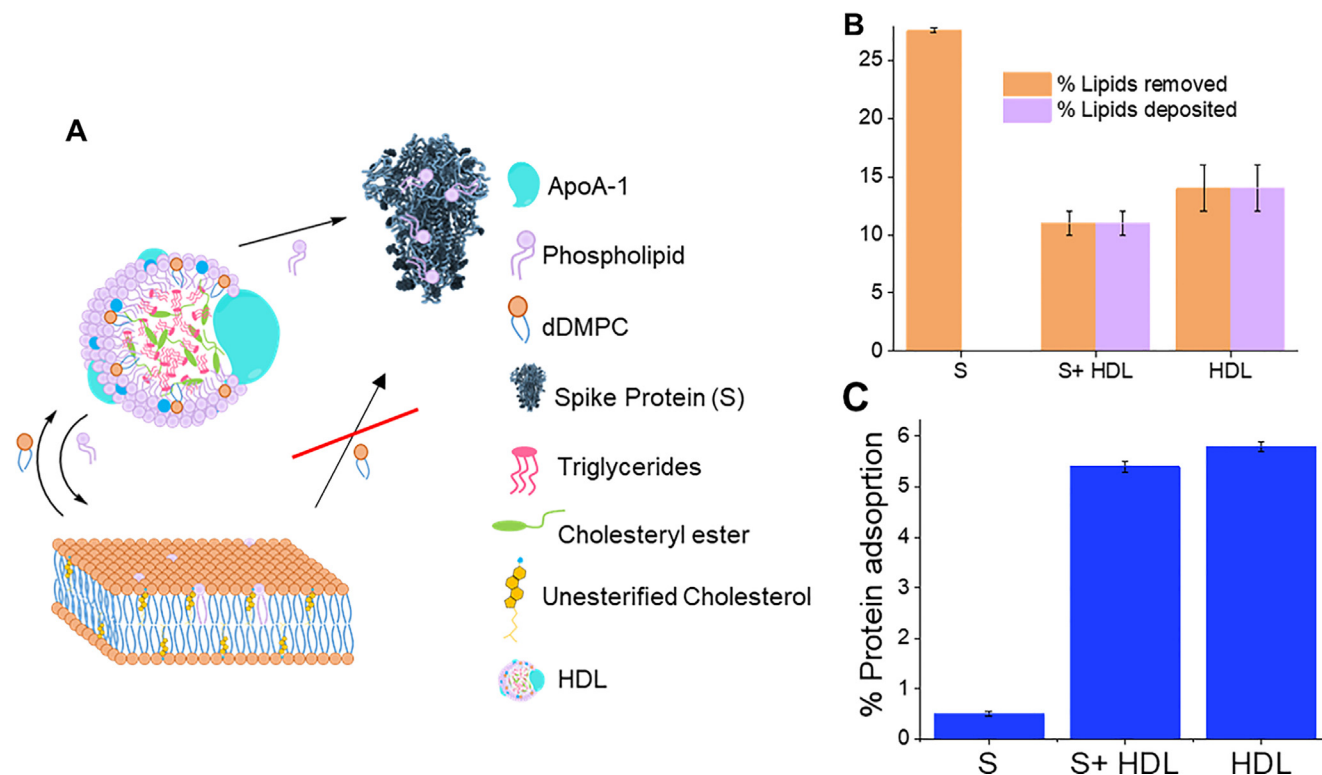 A
ApoA-1
Phospholipid
dDMPC
Spike Protein (S)
Triglycerides
Cholesteryl ester
Unesterified Cholesterol
HDL
B
25
20
15
10
5
0
% Lipids removed
% Lipids deposited
S
S+ HDL
HDL
C
% Protein adsoprtion
6
5
4
3
2
1
0
S
S+ HDL
HDL